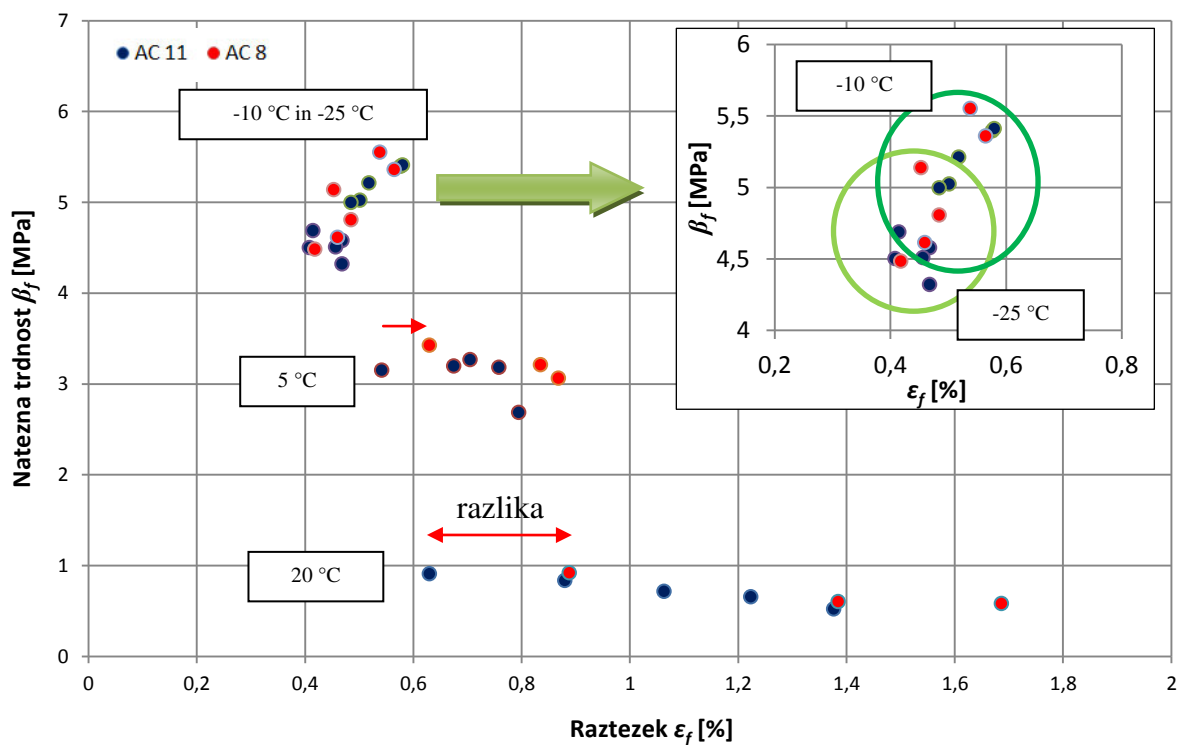 AC 11
AC 8
-10 °C in -25 °C
5 °C
razlika
20 °C
Natezna trdnost βf [MPa]
7
6
5
4
3
2
1
0
0
0,2
0,4
0,6
0,8
1
1,2
1,4
1,6
1,8
2
Raztezek εf [%]
-10 °C
-25 °C
βf [MPa]
6
5,5
5
4,5
4
0,2
0,4
0,6
0,8
εf [%]